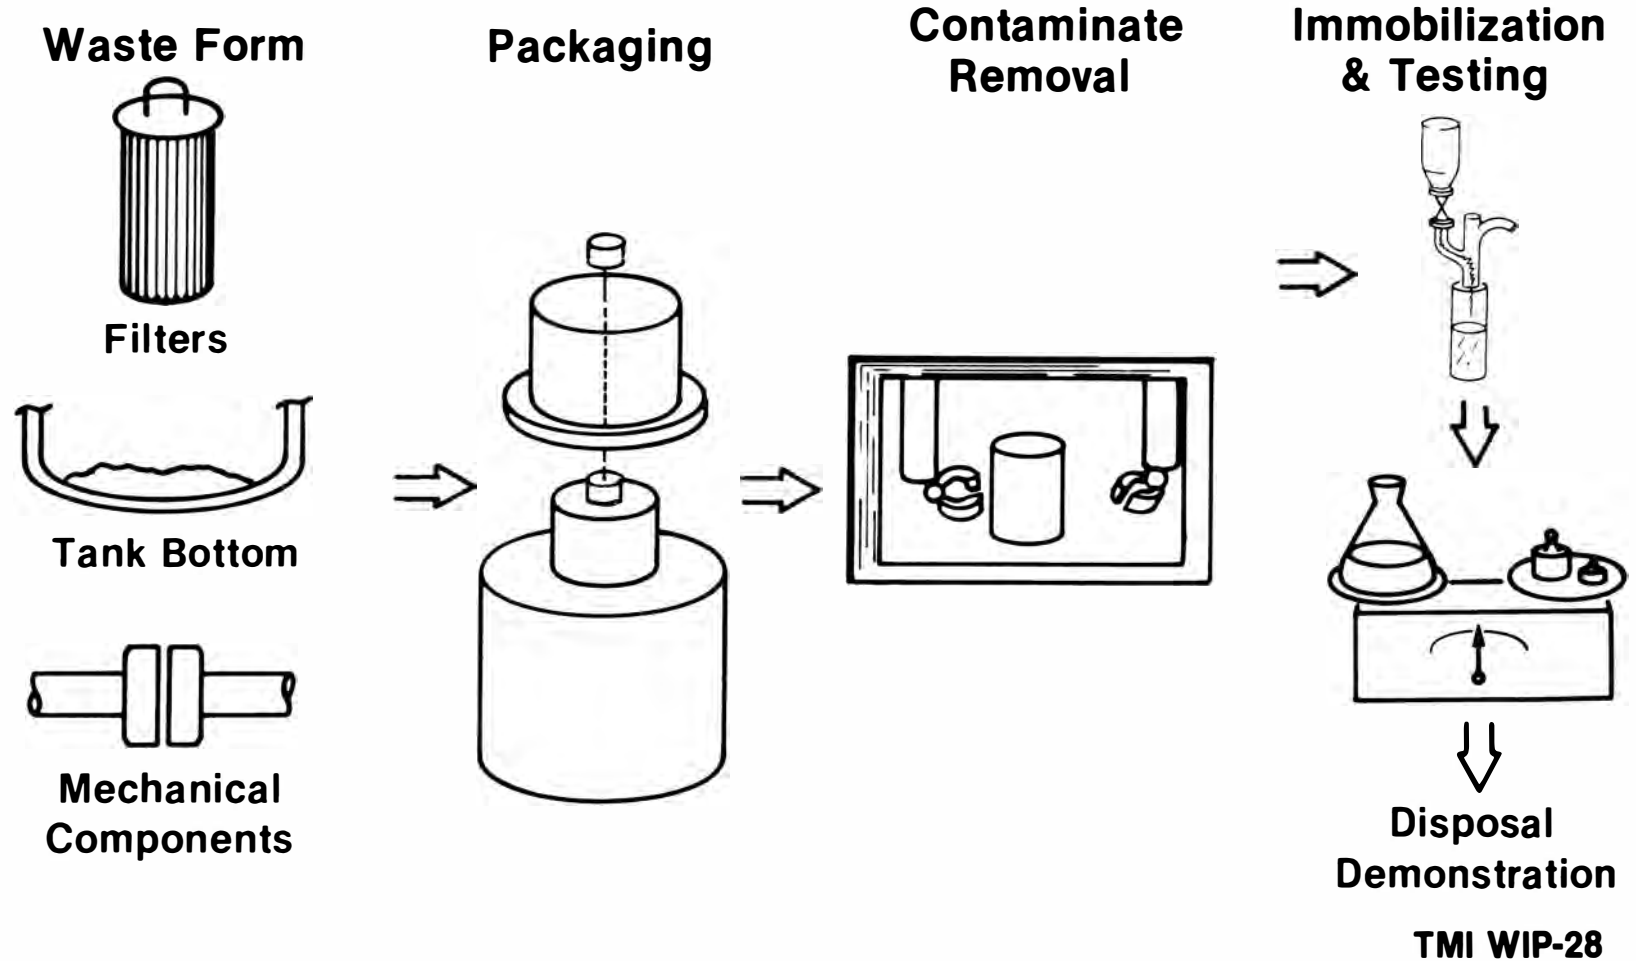 Waste Form
Packaging
Contaminate
Removal
Immobilization
& Testing
Filters
Tank Bottom
Mechanical
Components
Disposal
Demonstration
TMI WIP-28